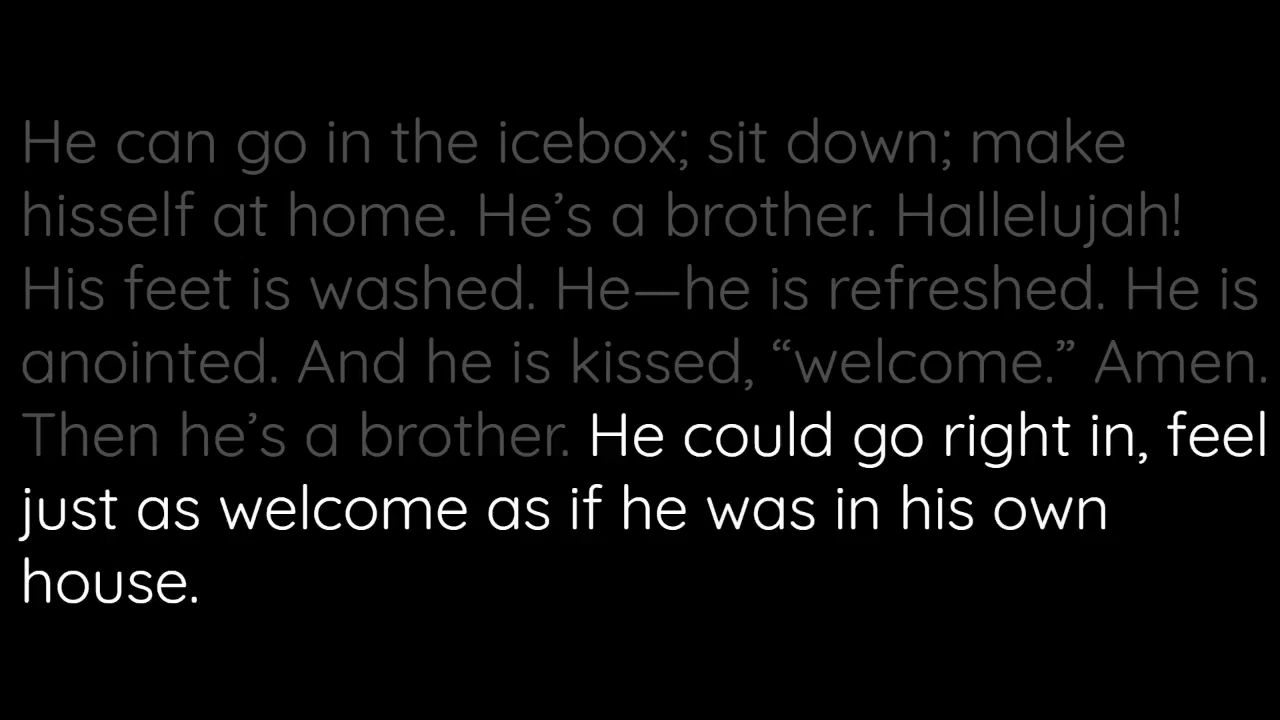 He can go in the icebox; sit down; make
hisself at home. He’s a brother. Hallelujah!
His feet is washed. He—he is refreshed. He is
anointed. And he is kissed, “welcome.” Amen.
Then he’s a brother. He could go right in, feel
just as welcome as if he was in his own
house.